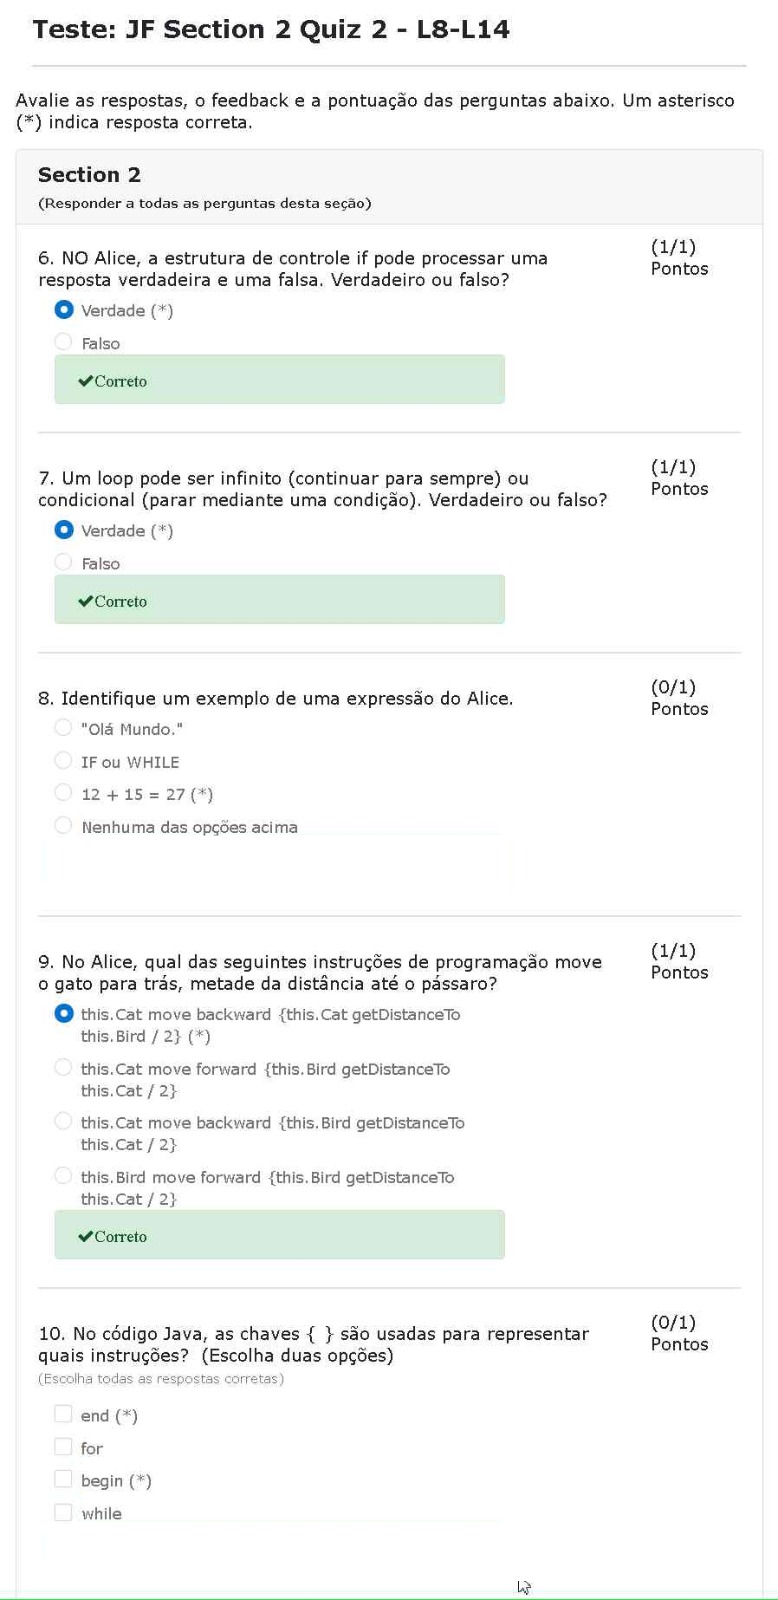 Teste: JF Section 2 Quiz 2 - L8-L14
Avalie as respostas, o feedback e a pontuação das perguntas abaixo. Um asterisco
(*) indica resposta correta.
Section 2
(Responder a todas as perguntas desta seção)
6. NO Alice, a estrutura de controle if pode processar uma
resposta verdadeira e uma falsa. Verdadeiro ou falso?
(1/1)
Pontos
Verdade (*)
Falso
✔Correto
7. Um loop pode ser infinito (continuar para sempre) ou
condicional (parar mediante uma condição). Verdadeiro ou falso?
(1/1)
Pontos
Verdade (*)
Falso
✔Correto
8. Identifique um exemplo de uma expressão do Alice.
(0/1)
Pontos
"Olá Mundo."
IF ou WHILE
12 + 15 = 27 (*)
Nenhuma das opções acima
9. No Alice, qual das seguintes instruções de programação move
o gato para trás, metade da distância até o pássaro?
(1/1)
Pontos
this.Cat move backward {this.Cat getDistanceTo
this.Bird / 2} (*)
this.Cat move forward {this.Bird getDistanceTo
this.Cat / 2}
this.Cat move backward {this.Bird getDistanceTo
this.Cat / 2}
this.Bird move forward {this.Bird getDistanceTo
this.Cat / 2}
✔Correto
10. No código Java, as chaves { } são usadas para representar
quais instruções? (Escolha duas opções)
(0/1)
Pontos
(Escolha todas as respostas corretas)
end (*)
for
begin (*)
while